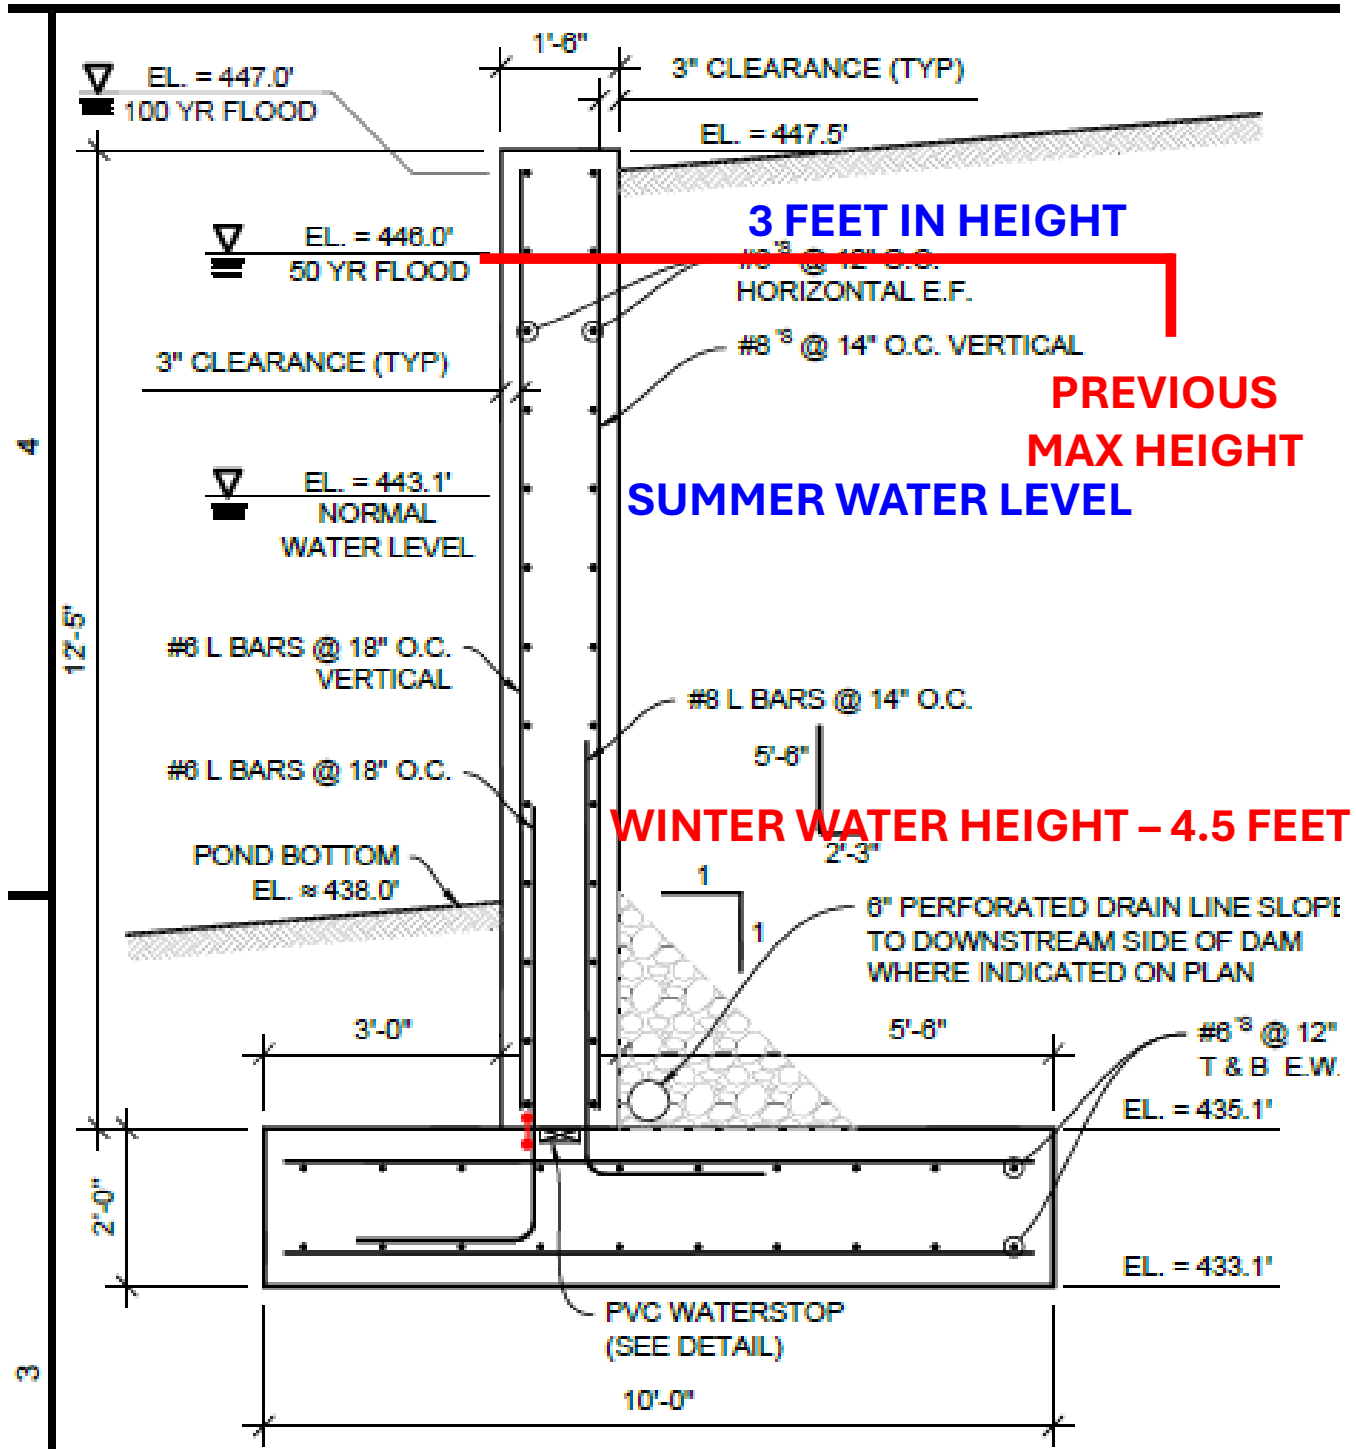 1'-6"
3" CLEARANCE (TYP)
EL. = 447.0'
100 YR FLOOD
EL. = 447.5'
3 FEET IN HEIGHT
EL. = 446.0'
50 YR FLOOD
#6 'S @ 12" O.C.
HORIZONTAL E.F.
#8 'S @ 14" O.C. VERTICAL
3" CLEARANCE (TYP)
PREVIOUS
MAX HEIGHT
4
EL. = 443.1'
NORMAL
WATER LEVEL
SUMMER WATER LEVEL
12'-5"
#6 L BARS @ 18" O.C.
VERTICAL
#8 L BARS @ 14" O.C.
5'-6"
2'-3"
#6 L BARS @ 18" O.C.
WINTER WATER HEIGHT – 4.5 FEET
POND BOTTOM
EL. ≈ 438.0'
1
1
6" PERFORATED DRAIN LINE SLOPE
TO DOWNSTREAM SIDE OF DAM
WHERE INDICATED ON PLAN
3'-0"
5'-6"
#6 'S @ 12"
T & B E.W.
EL. = 435.1'
2'-0"
EL. = 433.1'
PVC WATERSTOP
(SEE DETAIL)
3
10'-0"